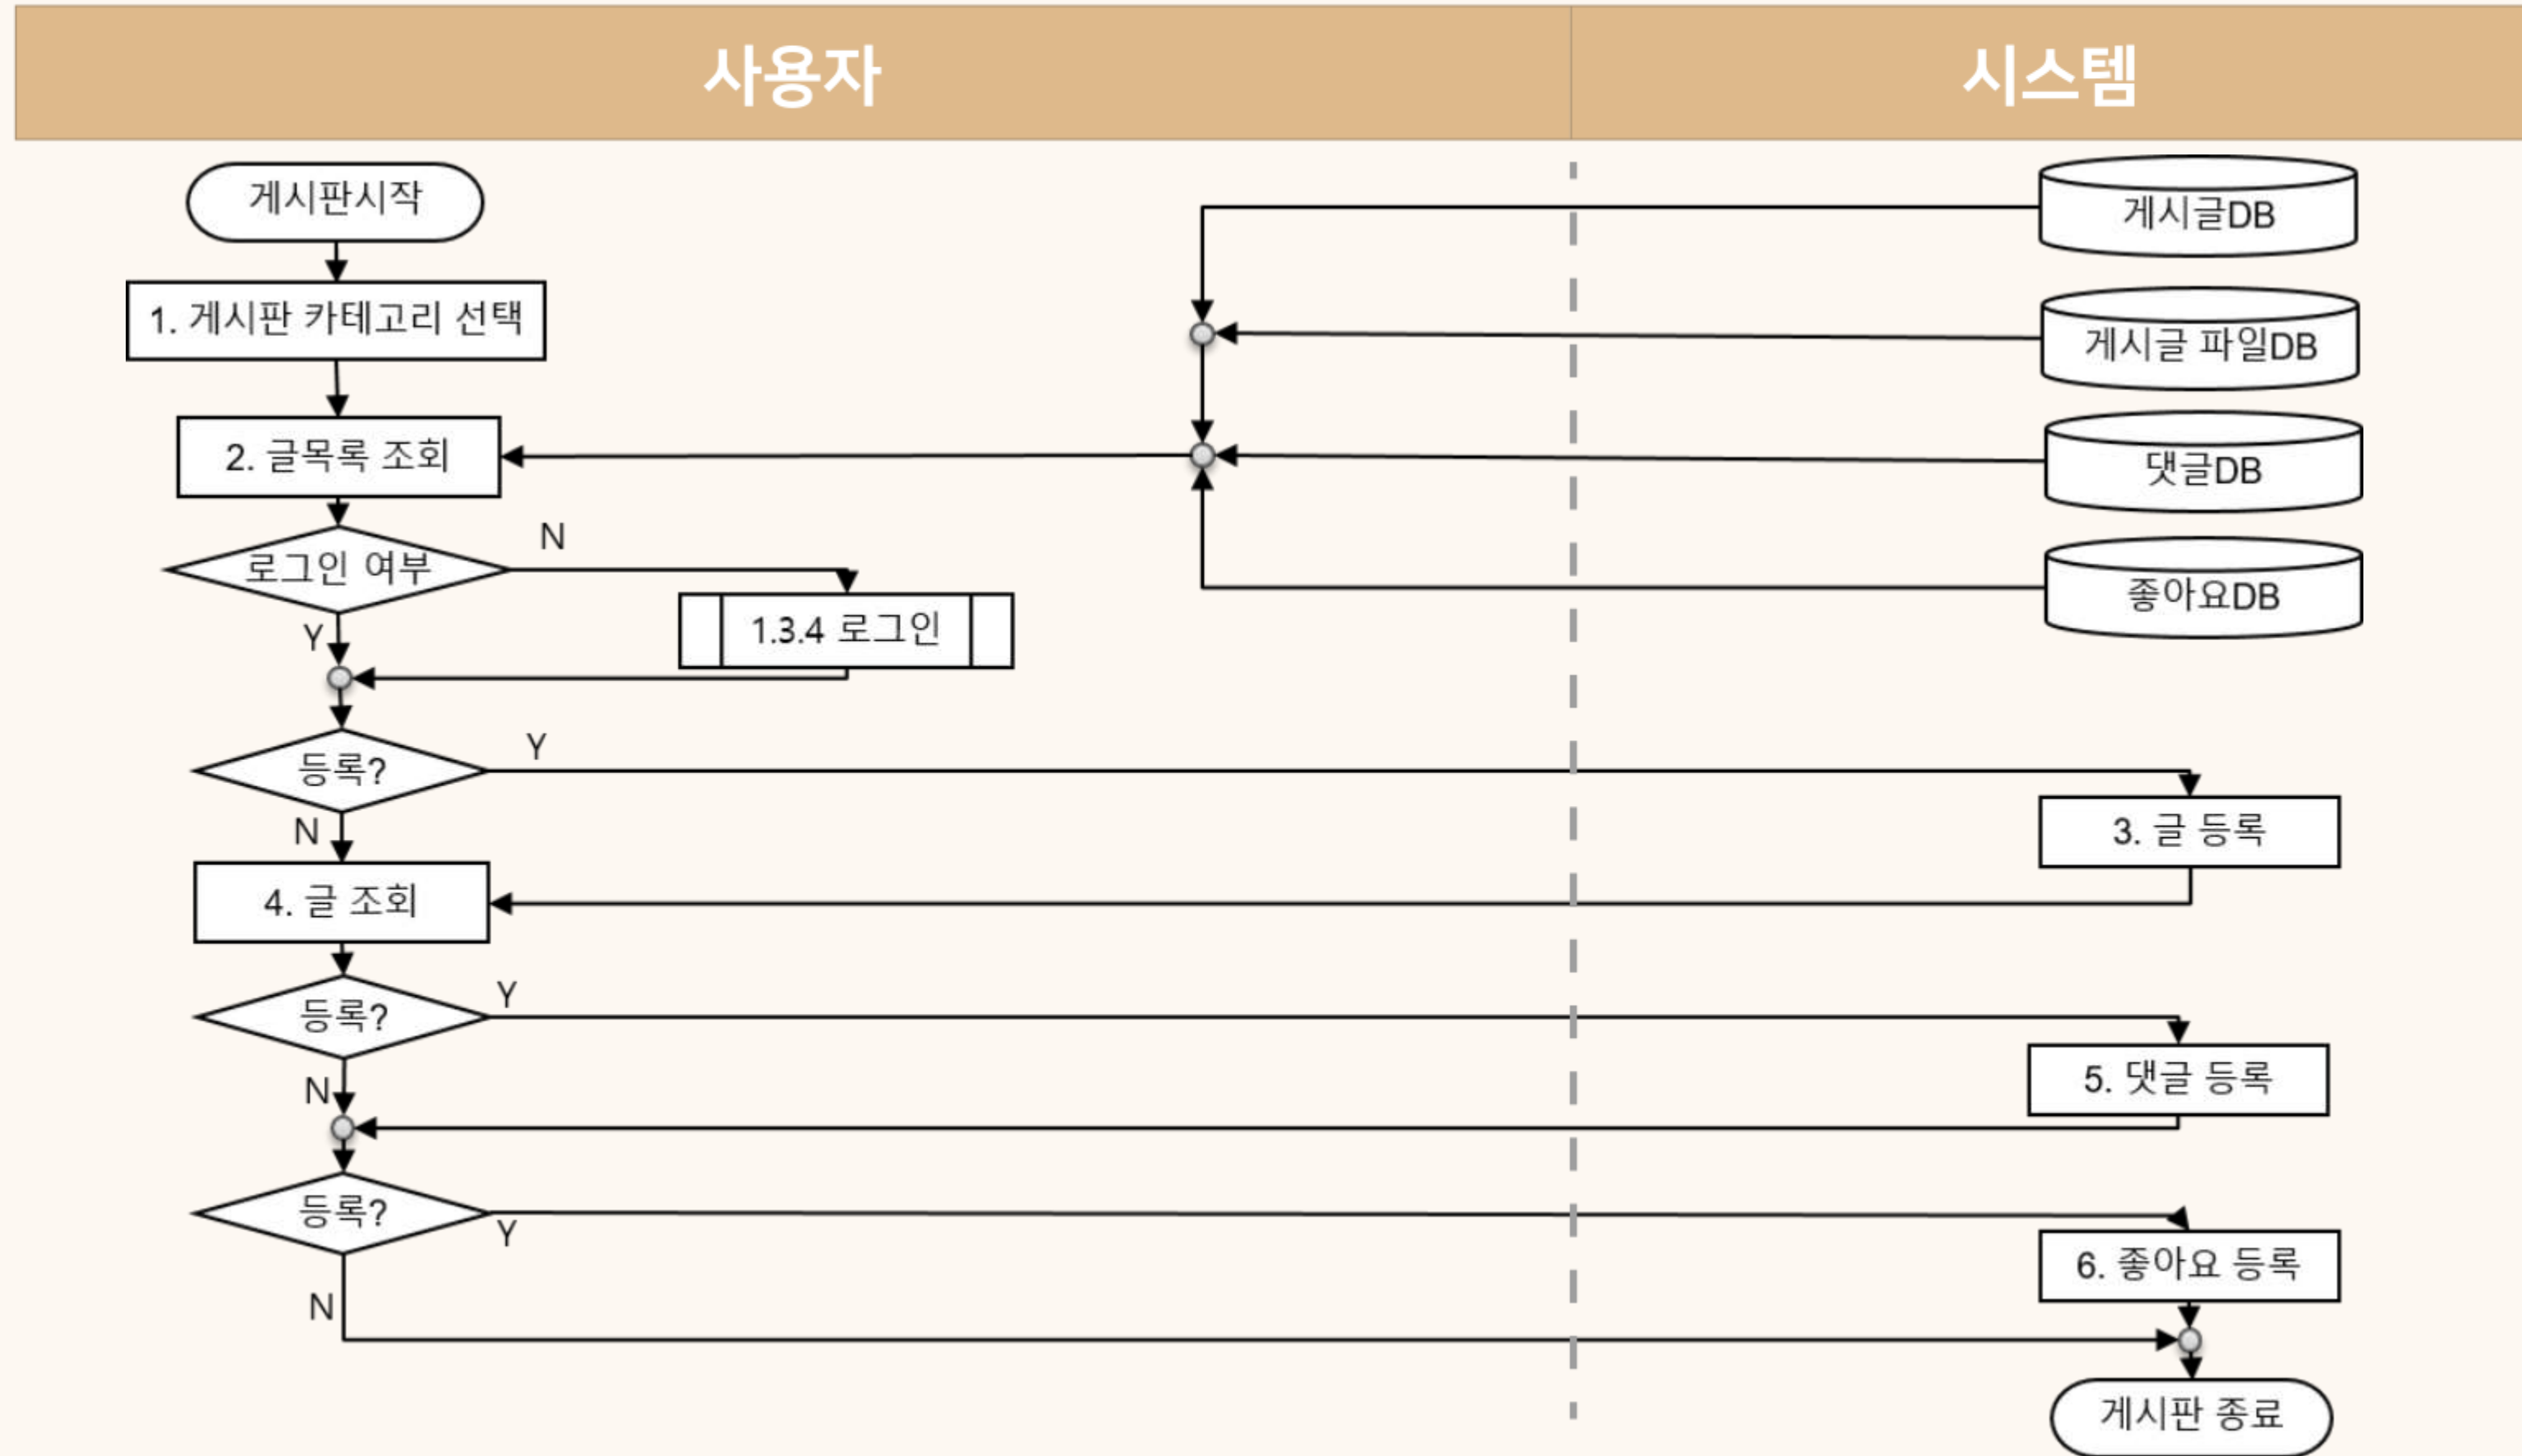 사용자
시스템
게시판시작
게시글DB
1. 게시판 카테고리 선택
게시글 파일DB
2. 글목록 조회
댓글DB
N
로그인 여부
좋아요DB
1.3.4 로그인
Y
Y
등록?
N
3. 글 등록
4. 글 조회
Y
등록?
N
5. 댓글 등록
등록?
Y
6. 좋아요 등록
N
게시판 종료